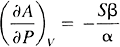 (∂A/∂P)_V = − Sβ/α